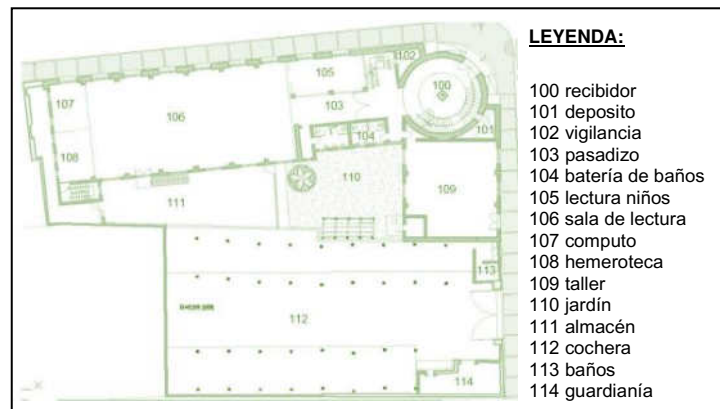 LEYENDA:
100 recibidor
101 deposito
102 vigilancia
103 pasadizo
104 batería de baños
105 lectura niños
106 sala de lectura
107 computo
108 hemeroteca
109 taller
110 jardín
111 almacén
112 cochera
113 baños
114 guardianía
102
105
100
107
103
106
101
104
108
110
109
111
113
112
114